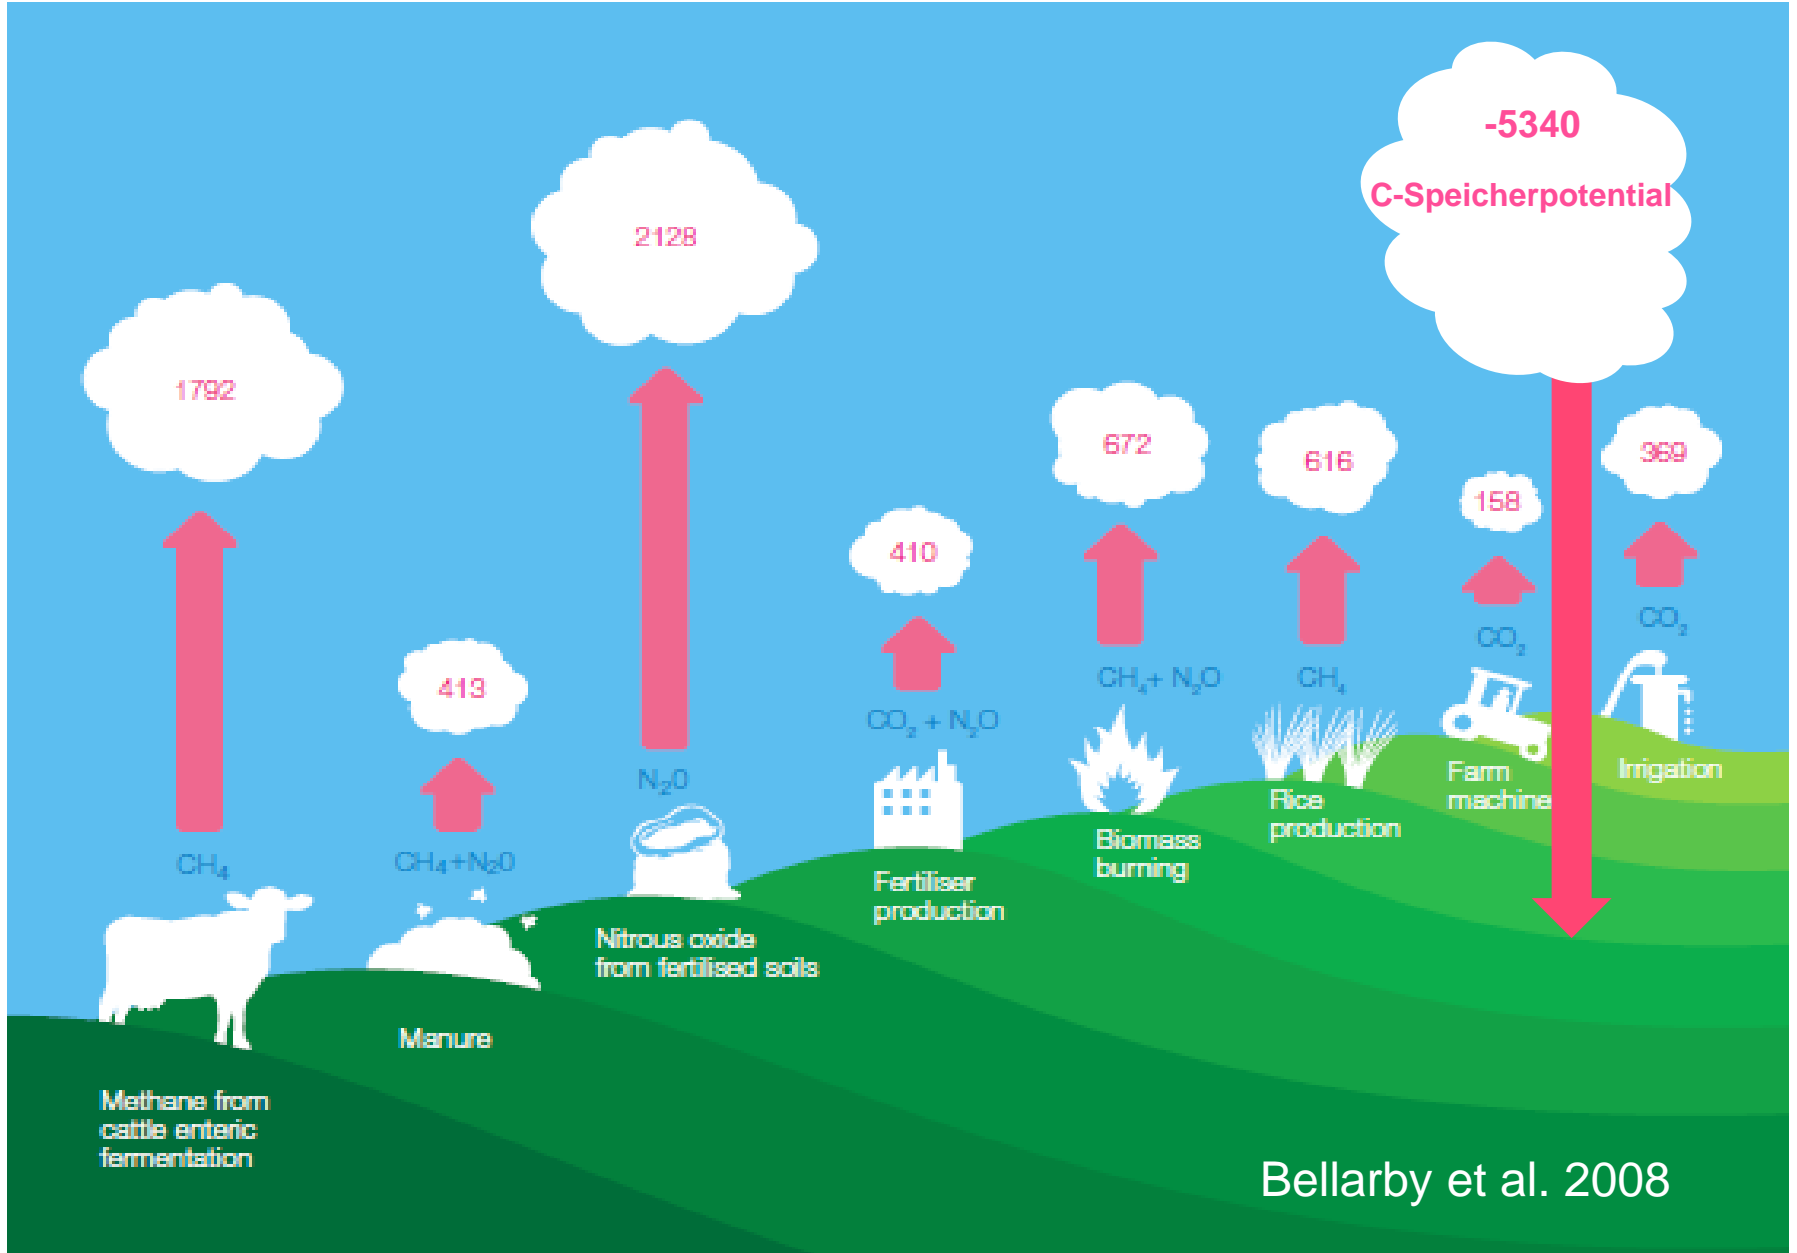 1792
CH₄
Methane from
cattle enteric
fermentation
413
CH₄+N₂O
Manure
2128
N₂O
Nitrous oxide
from fertilised soils
410
CO₂ + N₂O
Fertiliser
production
672
CH₄+ N₂O
Biomass
burning
616
CH₄
Rice
production
158
CO₂
Farm
machine
-5340
C-Speicherpotential
369
CO₂
Irrigation
Bellarby et al. 2008